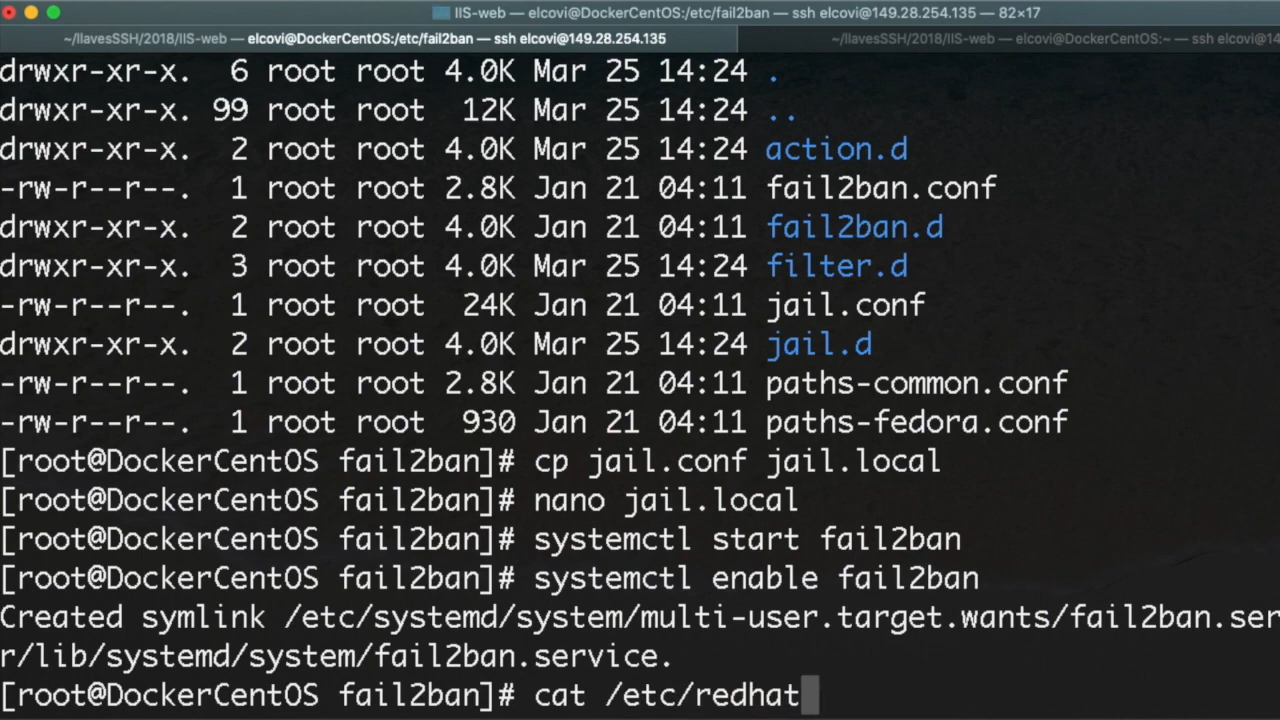 IIS-web — elcovi@DockerCentOS:/etc/fail2ban — ssh elcovi@149.28.254.135 — 82×17
~/llavesSSH/2018/IIS-web — elcovi@DockerCentOS:/etc/fail2ban — ssh elcovi@149.28.254.135
~/llavesSSH/2018/IIS-web — elcovi@DockerCentOS:~ — ssh elcovi@14
drwxr-xr-x.  6 root root 4.0K Mar 25 14:24 .
drwxr-xr-x. 99 root root  12K Mar 25 14:24 ..
drwxr-xr-x.  2 root root 4.0K Mar 25 14:24 action.d
-rw-r--r--.  1 root root 2.8K Jan 21 04:11 fail2ban.conf
drwxr-xr-x.  2 root root 4.0K Jan 21 04:11 fail2ban.d
drwxr-xr-x.  3 root root 4.0K Mar 25 14:24 filter.d
-rw-r--r--.  1 root root  24K Jan 21 04:11 jail.conf
drwxr-xr-x.  2 root root 4.0K Mar 25 14:24 jail.d
-rw-r--r--.  1 root root 2.8K Jan 21 04:11 paths-common.conf
-rw-r--r--.  1 root root  930 Jan 21 04:11 paths-fedora.conf
[root@DockerCentOS fail2ban]# cp jail.conf jail.local
[root@DockerCentOS fail2ban]# nano jail.local
[root@DockerCentOS fail2ban]# systemctl start fail2ban
[root@DockerCentOS fail2ban]# systemctl enable fail2ban
Created symlink /etc/systemd/system/multi-user.target.wants/fail2ban.ser
r/lib/systemd/system/fail2ban.service.
[root@DockerCentOS fail2ban]# cat /etc/redhat